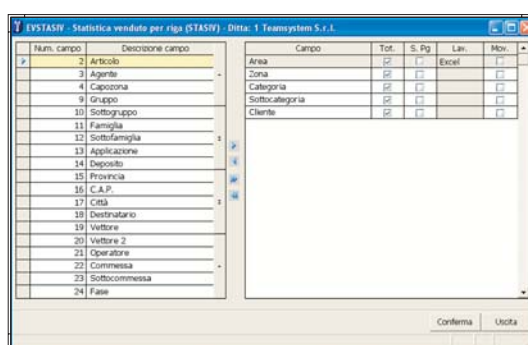 EVSTASIV - Statistica venduto per riga (STASIV) - Ditta: 1 Teamsystem S.r.l.
Num. campo Descrizione campo
2 Articolo
3 Agente
4 Capozona
9 Gruppo
10 Sottogruppo
11 Famiglia
12 Sottofamiglia
13 Applicazione
14 Deposito
15 Provincia
16 C.A.P.
17 Città
18 Destinatario
19 Vettore
20 Vettore 2
21 Operatore
22 Commessa
23 Sottocommessa
24 Fase
Campo Tot. S. Pg Lav. Mov.
Area Excel
Zona
Categoria
Sottocategoria
Cliente
Conferma Uscita